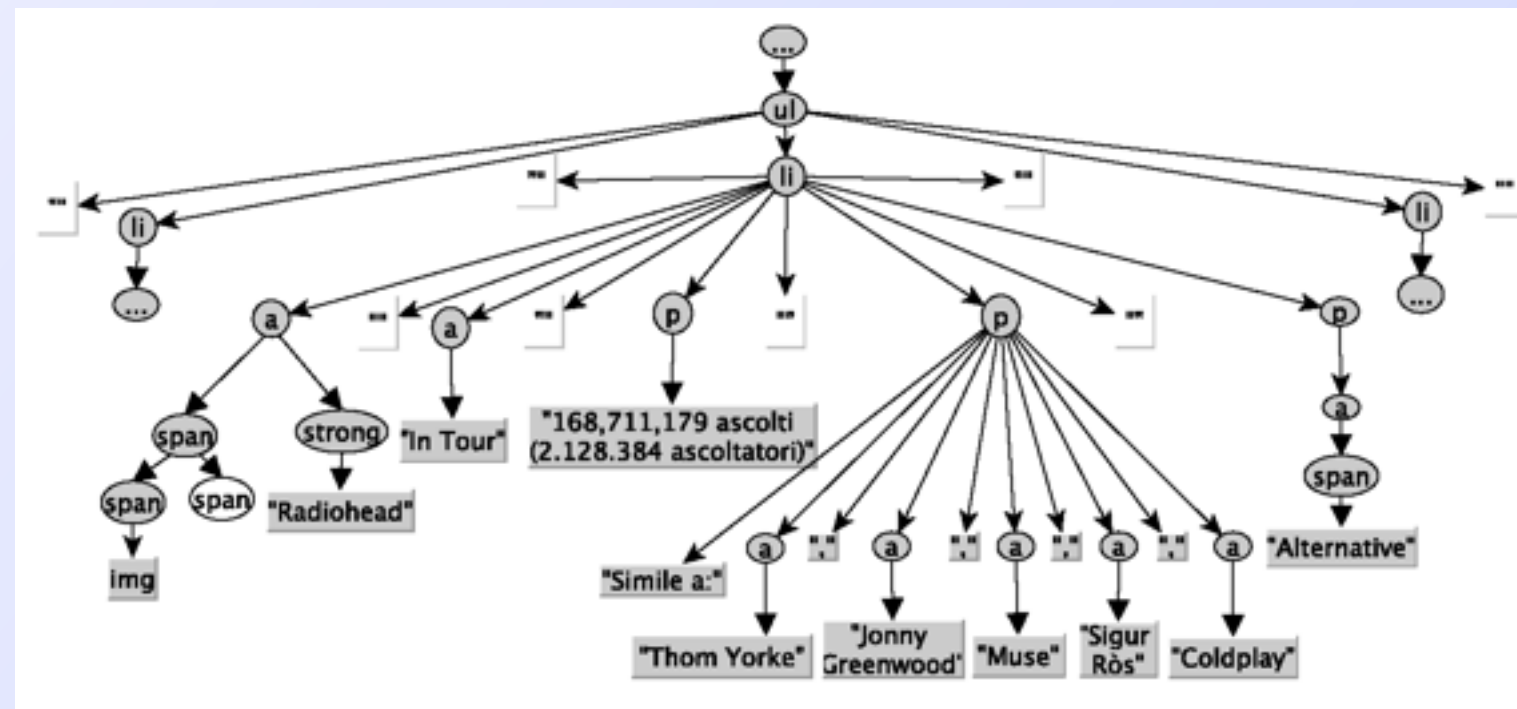 ...
ul
"" li ""
"" li li ""
... a "" a "" p "" p "" p ...
span strong "In Tour" "168,711,179 ascolti
(2.128.384 ascoltatori)" a
span span "Radiohead" span
img "Simile a:" a "," a "," a "," a "," a "Alternative"
"Thom Yorke" "Jonny
Greenwood" "Muse" "Sigur
Ròs" "Coldplay"